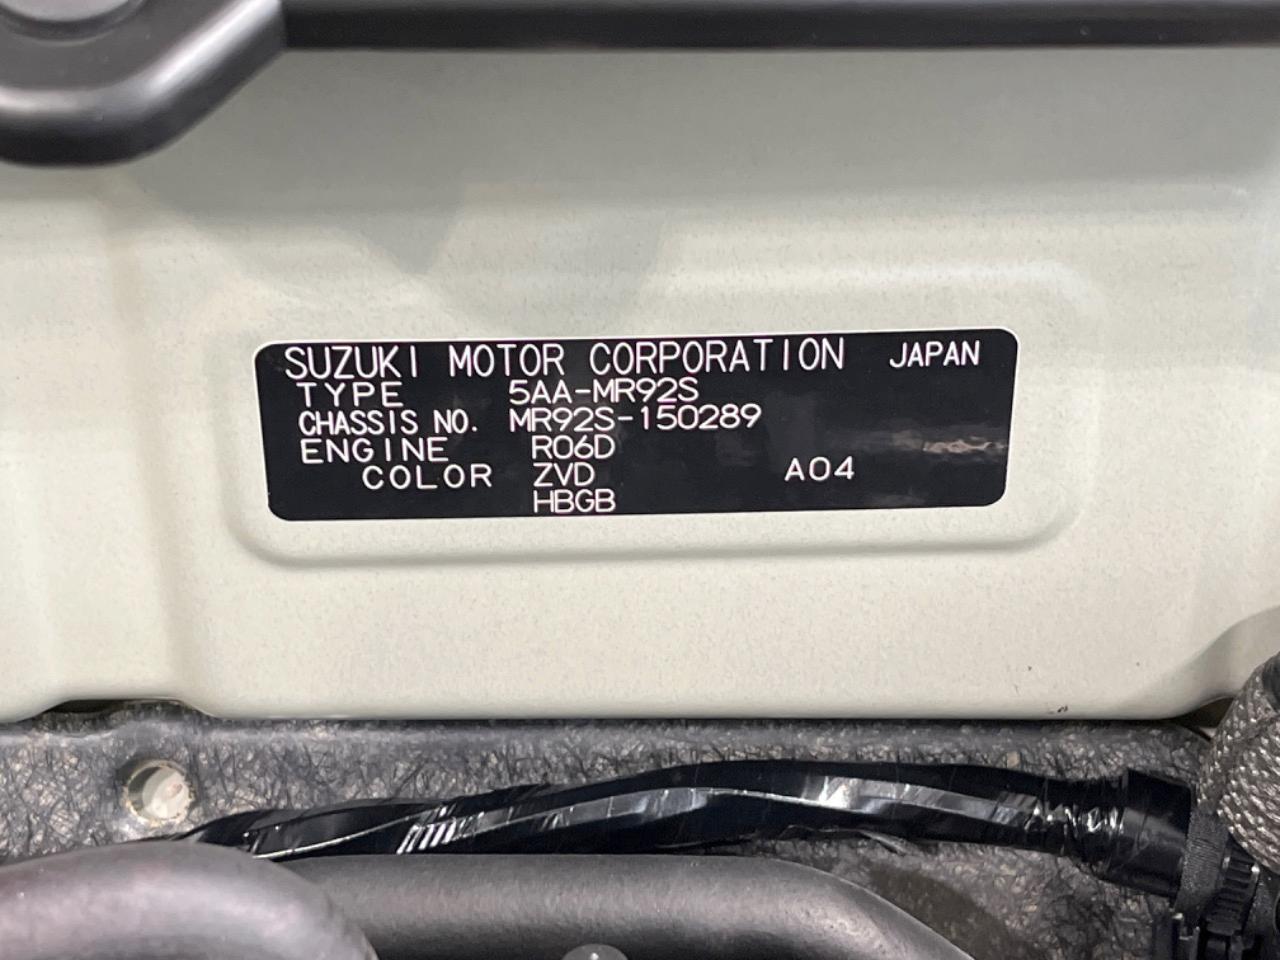 SUZUKI MOTOR CORPORATION JAPAN
TYPE 5AA-MR92S
CHASSIS NO. MR92S-150289
ENGINE R06D
COLOR ZVD A04
HBGB